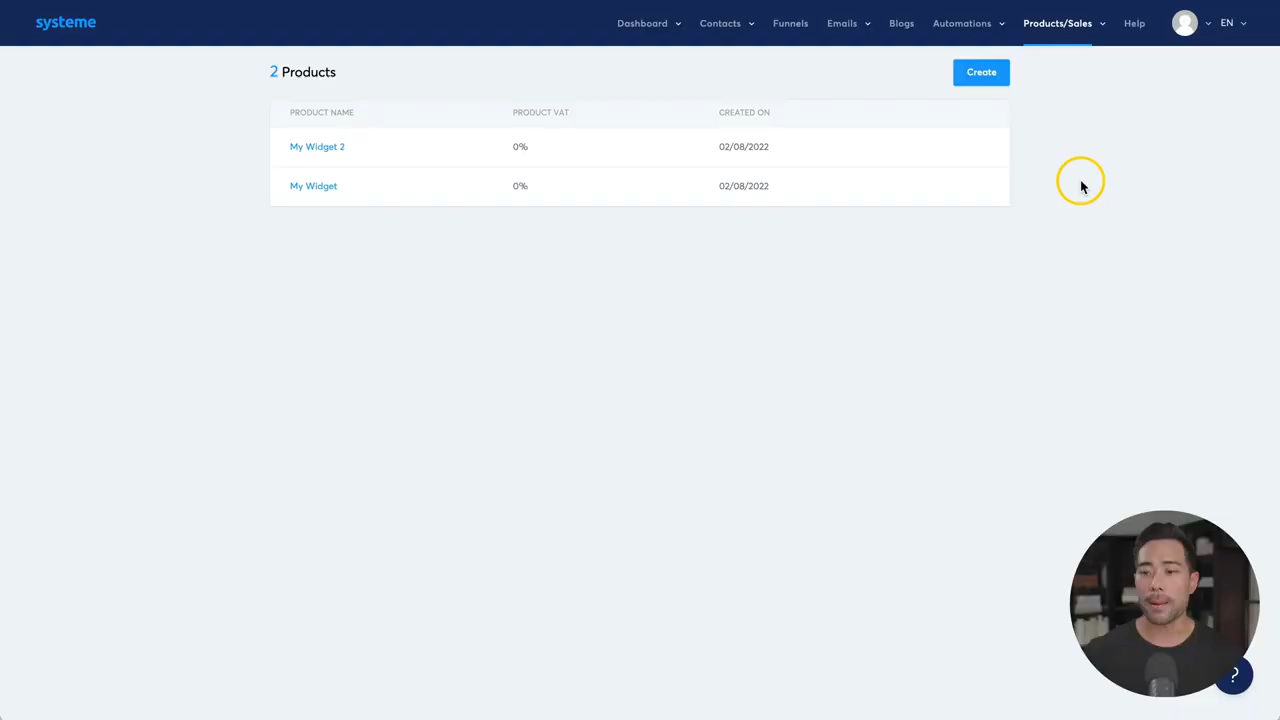 systeme
Dashboard Contacts Funnels Emails Blogs Automations Products/Sales Help EN
2 Products Create
PRODUCT NAME PRODUCT VAT CREATED ON
My Widget 2 0% 02/08/2022
My Widget 0% 02/08/2022
?